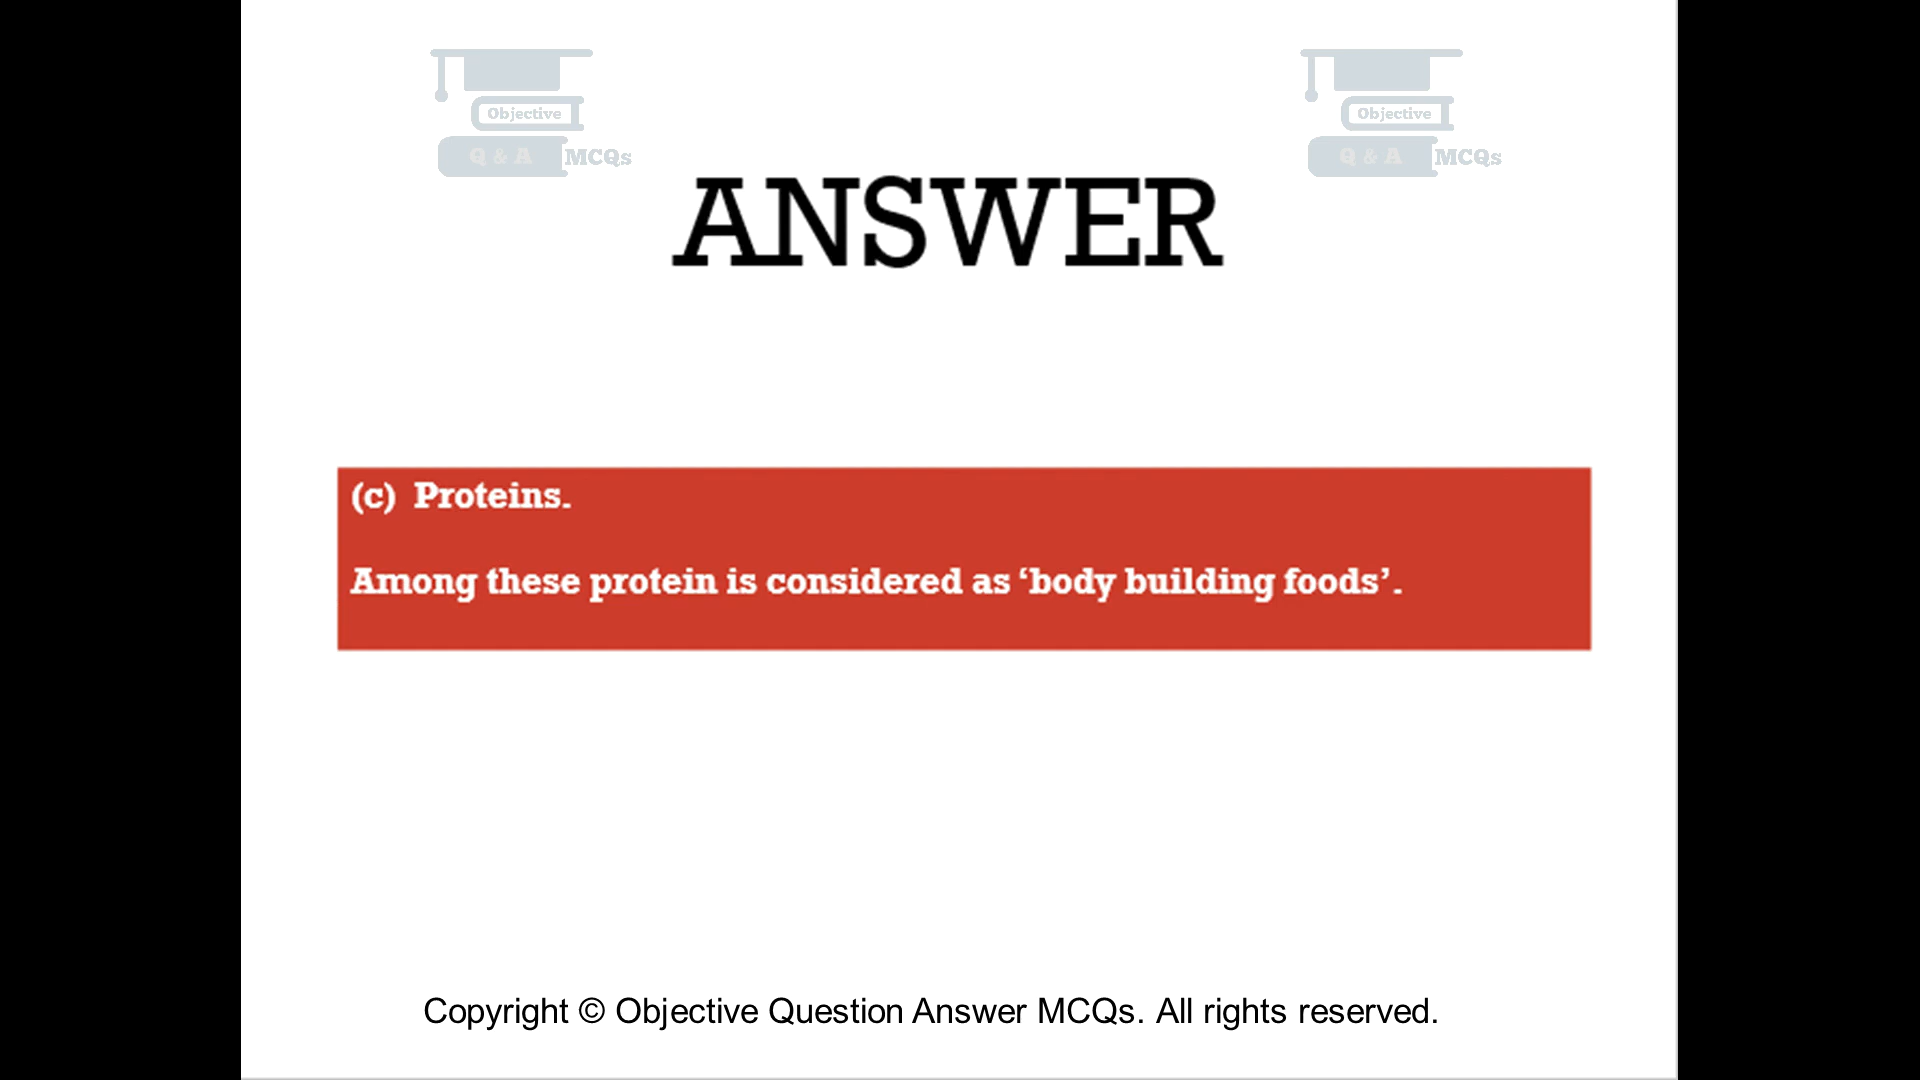 Objective
Q & A MCQs
Objective
Q & A MCQs
ANSWER
(c) Proteins.
Among these protein is considered as ‘body building foods’.
Copyright © Objective Question Answer MCQs. All rights reserved.